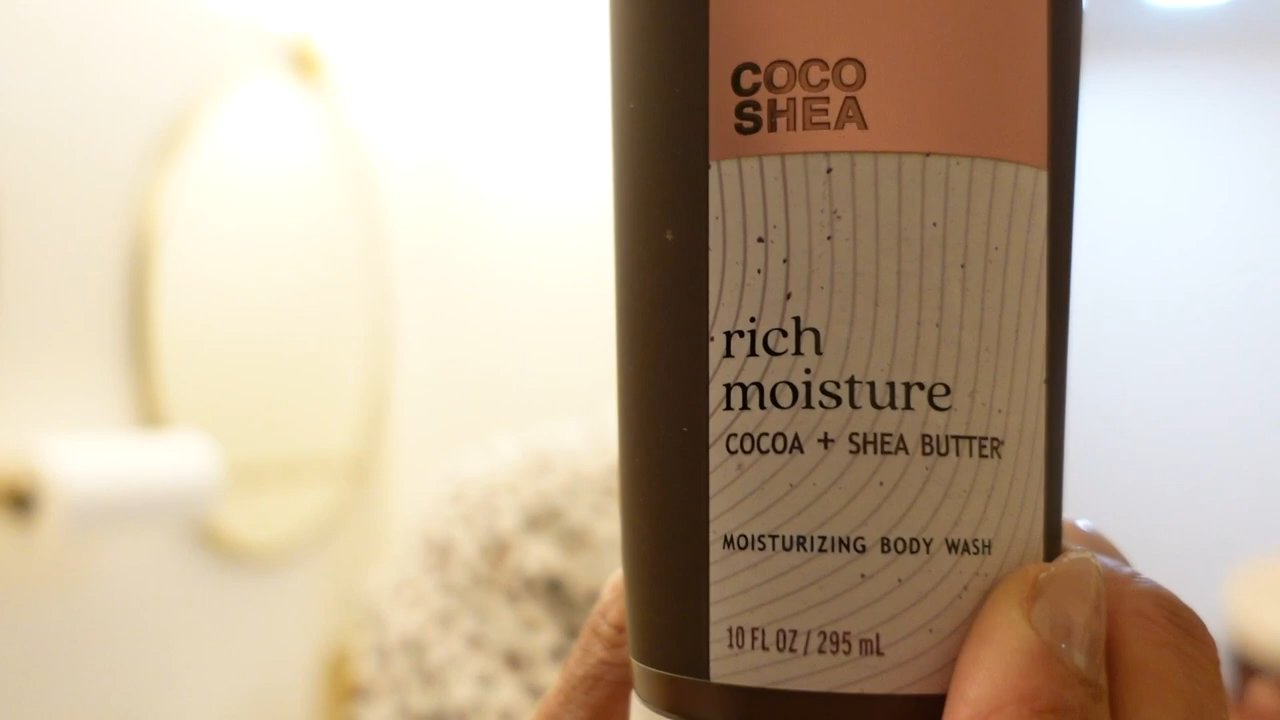 COCO
SHEA
rich
moisture
COCOA + SHEA BUTTER*
MOISTURIZING BODY WASH
10 FL OZ / 295 mL